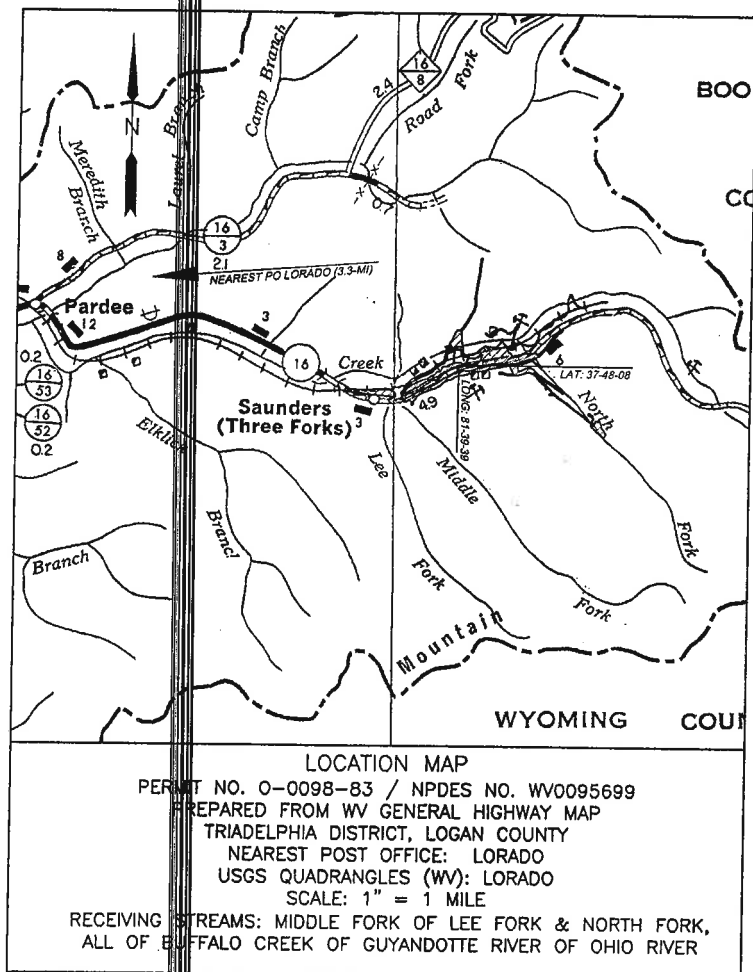 16
8
2.4
Road Fork
Camp Branch
BOO
N
Laurel Branch
Meredith
Branch
0.7
CO
16
3
2.1
8
NEAREST PO LORADO (3.3-MI)
Pardee
12
3
16
Creek
6
LAT: 37-48-08
0.2
16
53
16
52
0.2
Saunders
(Three Forks)
3
4.9
LONG: 81-39-39
North
Fork
Elklick
Branch
Lee
Fork
Middle
Fork
Branch
Mountain
WYOMING COUN
LOCATION MAP
PERMIT NO. O-0098-83 / NPDES NO. WV0095699
PREPARED FROM WV GENERAL HIGHWAY MAP
TRIADELPHIA DISTRICT, LOGAN COUNTY
NEAREST POST OFFICE: LORADO
USGS QUADRANGLES (WV): LORADO
SCALE: 1" = 1 MILE
RECEIVING STREAMS: MIDDLE FORK OF LEE FORK & NORTH FORK,
ALL OF BUFFALO CREEK OF GUYANDOTTE RIVER OF OHIO RIVER